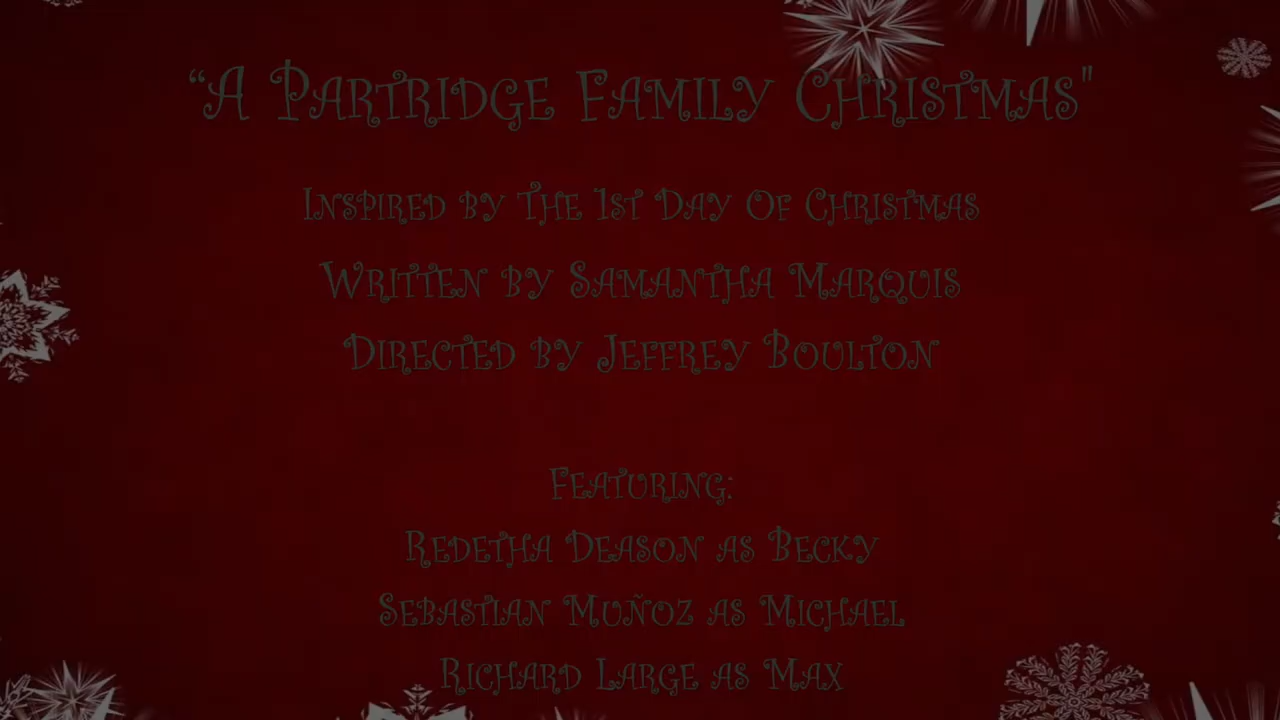 “A Partridge Family Christmas"
Inspired by The 1st Day Of Christmas
Written by Samantha Marquis
Directed by Jeffrey Boulton
Featuring:
Redetha Deason as Becky
Sebastian Muñoz as Michael
Richard Large as Max